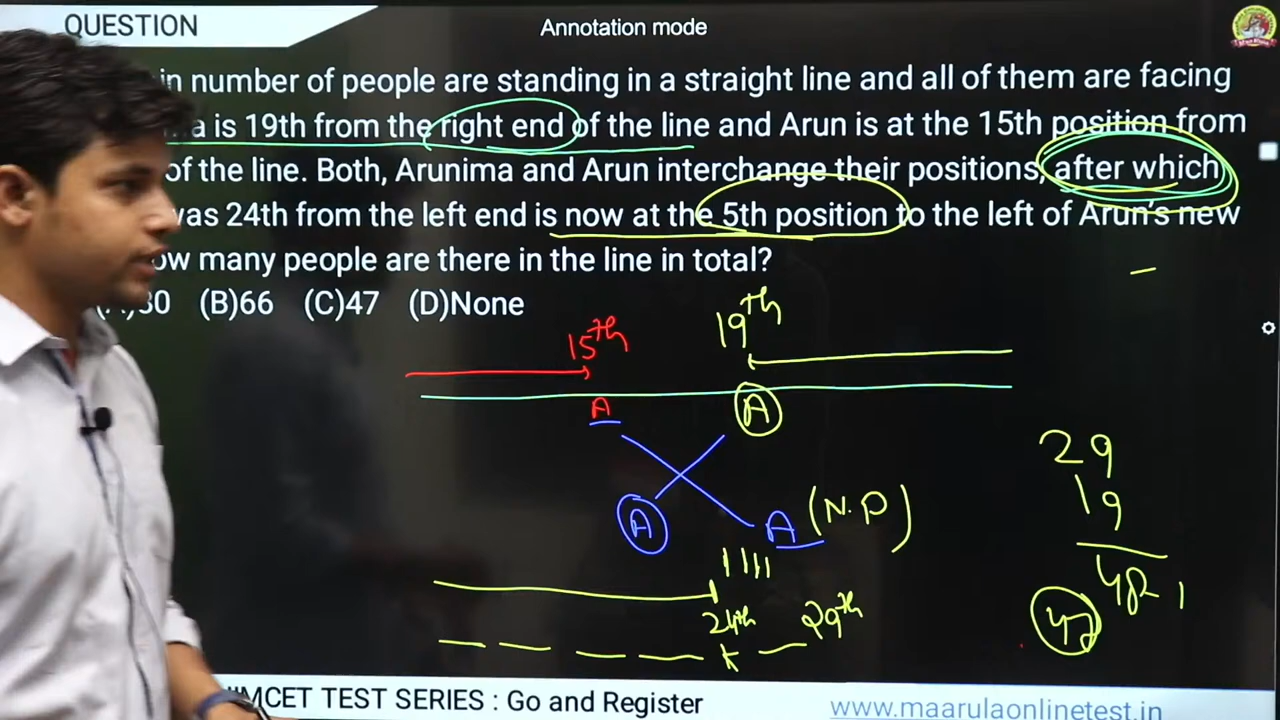 QUESTION
Annotation mode
in number of people are standing in a straight line and all of them are facing
a is 19th from the right end of the line and Arun is at the 15th position from
of the line. Both, Arunima and Arun interchange their positions, after which
was 24th from the left end is now at the 5th position to the left of Arun's new
ow many people are there in the line in total?
(B)66 (C)47 (D)None
15th
19th
A
A
A
A (N.P)
24th
29th
29
19
48
1
47
MCET TEST SERIES : Go and Register
www.maarulaonlinetest.in